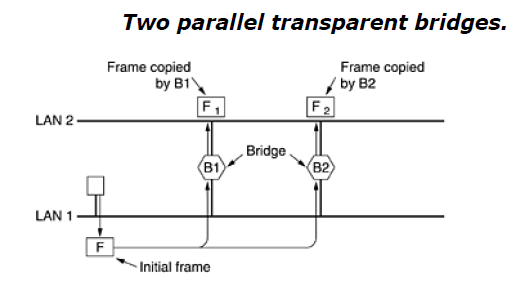 Two parallel transparent bridges.
Frame copied
by B1
Frame copied
by B2
F1
F2
LAN 2
Bridge
B1
B2
LAN 1
F
Initial frame